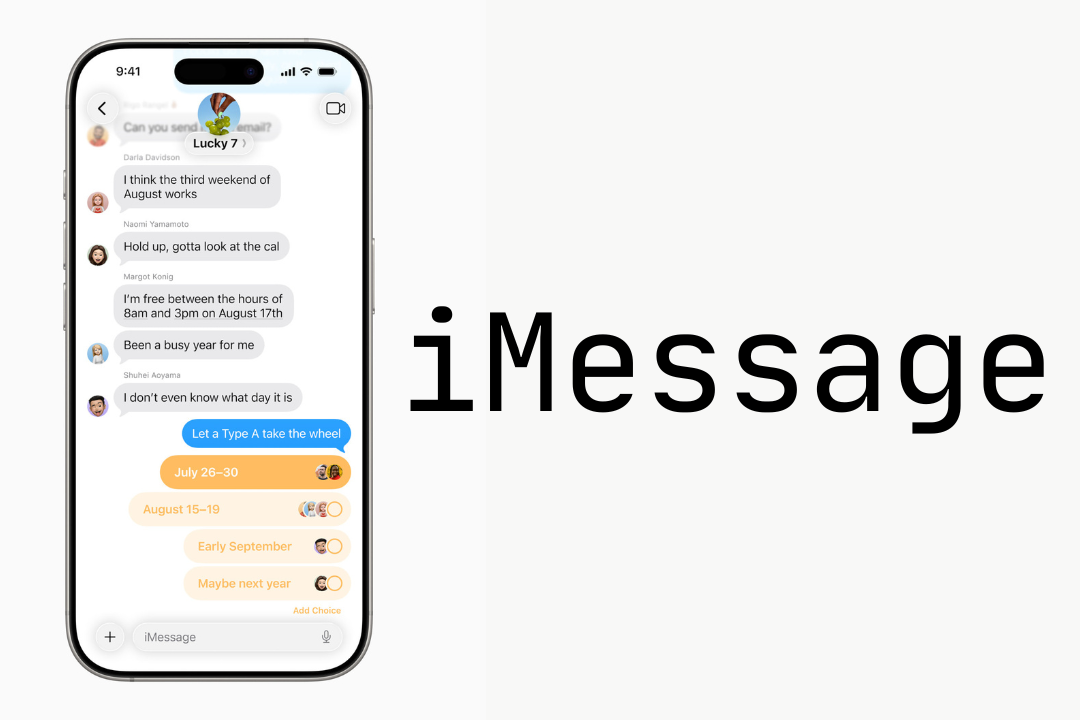 9:41
Can you send email?
Lucky 7
Darla Davidson
I think the third weekend of
August works
Naomi Yamamoto
Hold up, gotta look at the cal
Margot Konig
I'm free between the hours of
8am and 3pm on August 17th
Been a busy year for me
Shuhei Aoyama
I don't even know what day it is
Let a Type A take the wheel
July 26–30
August 15–19
Early September
Maybe next year
Add Choice
iMessage
iMessage